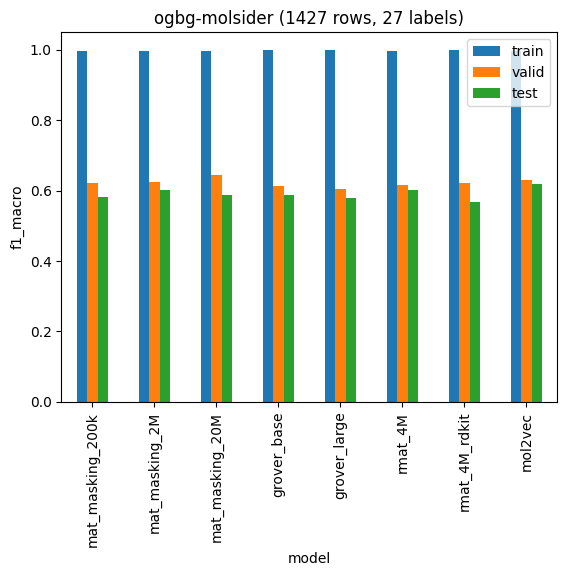 ogbg-molsider (1427 rows, 27 labels)
1.0
0.8
0.6
0.4
0.2
0.0
f1_macro
train
valid
test
mat_masking_200k
mat_masking_2M
mat_masking_20M
grover_base
grover_large
rmat_4M
rmat_4M_rdkit
mol2vec
model